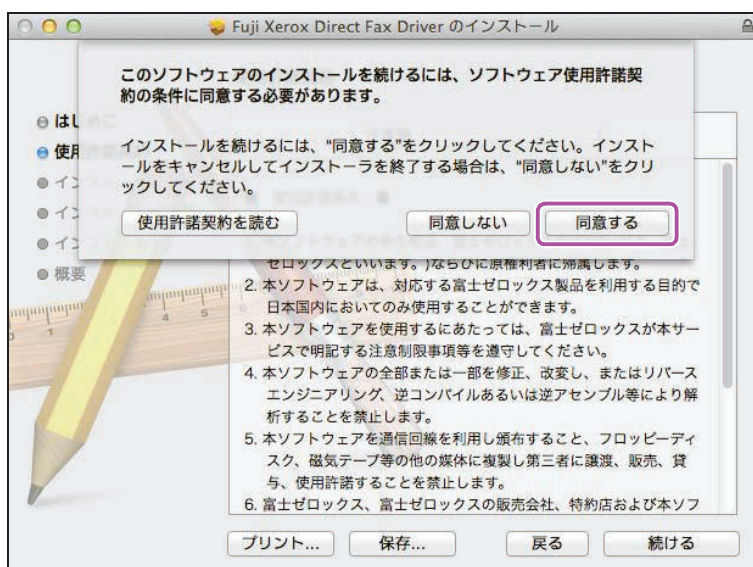 Fuji Xerox Direct Fax Driver のインストール
このソフトウェアのインストールを続けるには、ソフトウェア使用許諾契
約の条件に同意する必要があります。
インストールを続けるには、“同意する”をクリックしてください。インスト
ールをキャンセルしてインストーラを終了する場合は、“同意しない”をクリ
ックしてください。
使用許諾契約を読む
同意しない
同意する
はじ
使用
イン
イン
イン
概要
セロックスといいます。)ならびに原権利者に帰属します。
2. 本ソフトウェアは、対応する富士ゼロックス製品を利用する目的で
日本国内においてのみ使用することができます。
3. 本ソフトウェアを使用するにあたっては、富士ゼロックスが本サー
ビスで明記する注意制限事項等を遵守してください。
4. 本ソフトウェアの全部または一部を修正、改変し、またはリバース
エンジニアリング、逆コンパイルあるいは逆アセンブル等により解
析することを禁止します。
5. 本ソフトウェアを通信回線を利用し頒布すること、フロッピーディ
スク、磁気テープ等の他の媒体に複製し第三者に譲渡、販売、貸
与、使用許諾することを禁止します。
6. 富士ゼロックス、富士ゼロックスの販売会社、特約店および本ソフ
プリント...
保存...
戻る
続ける